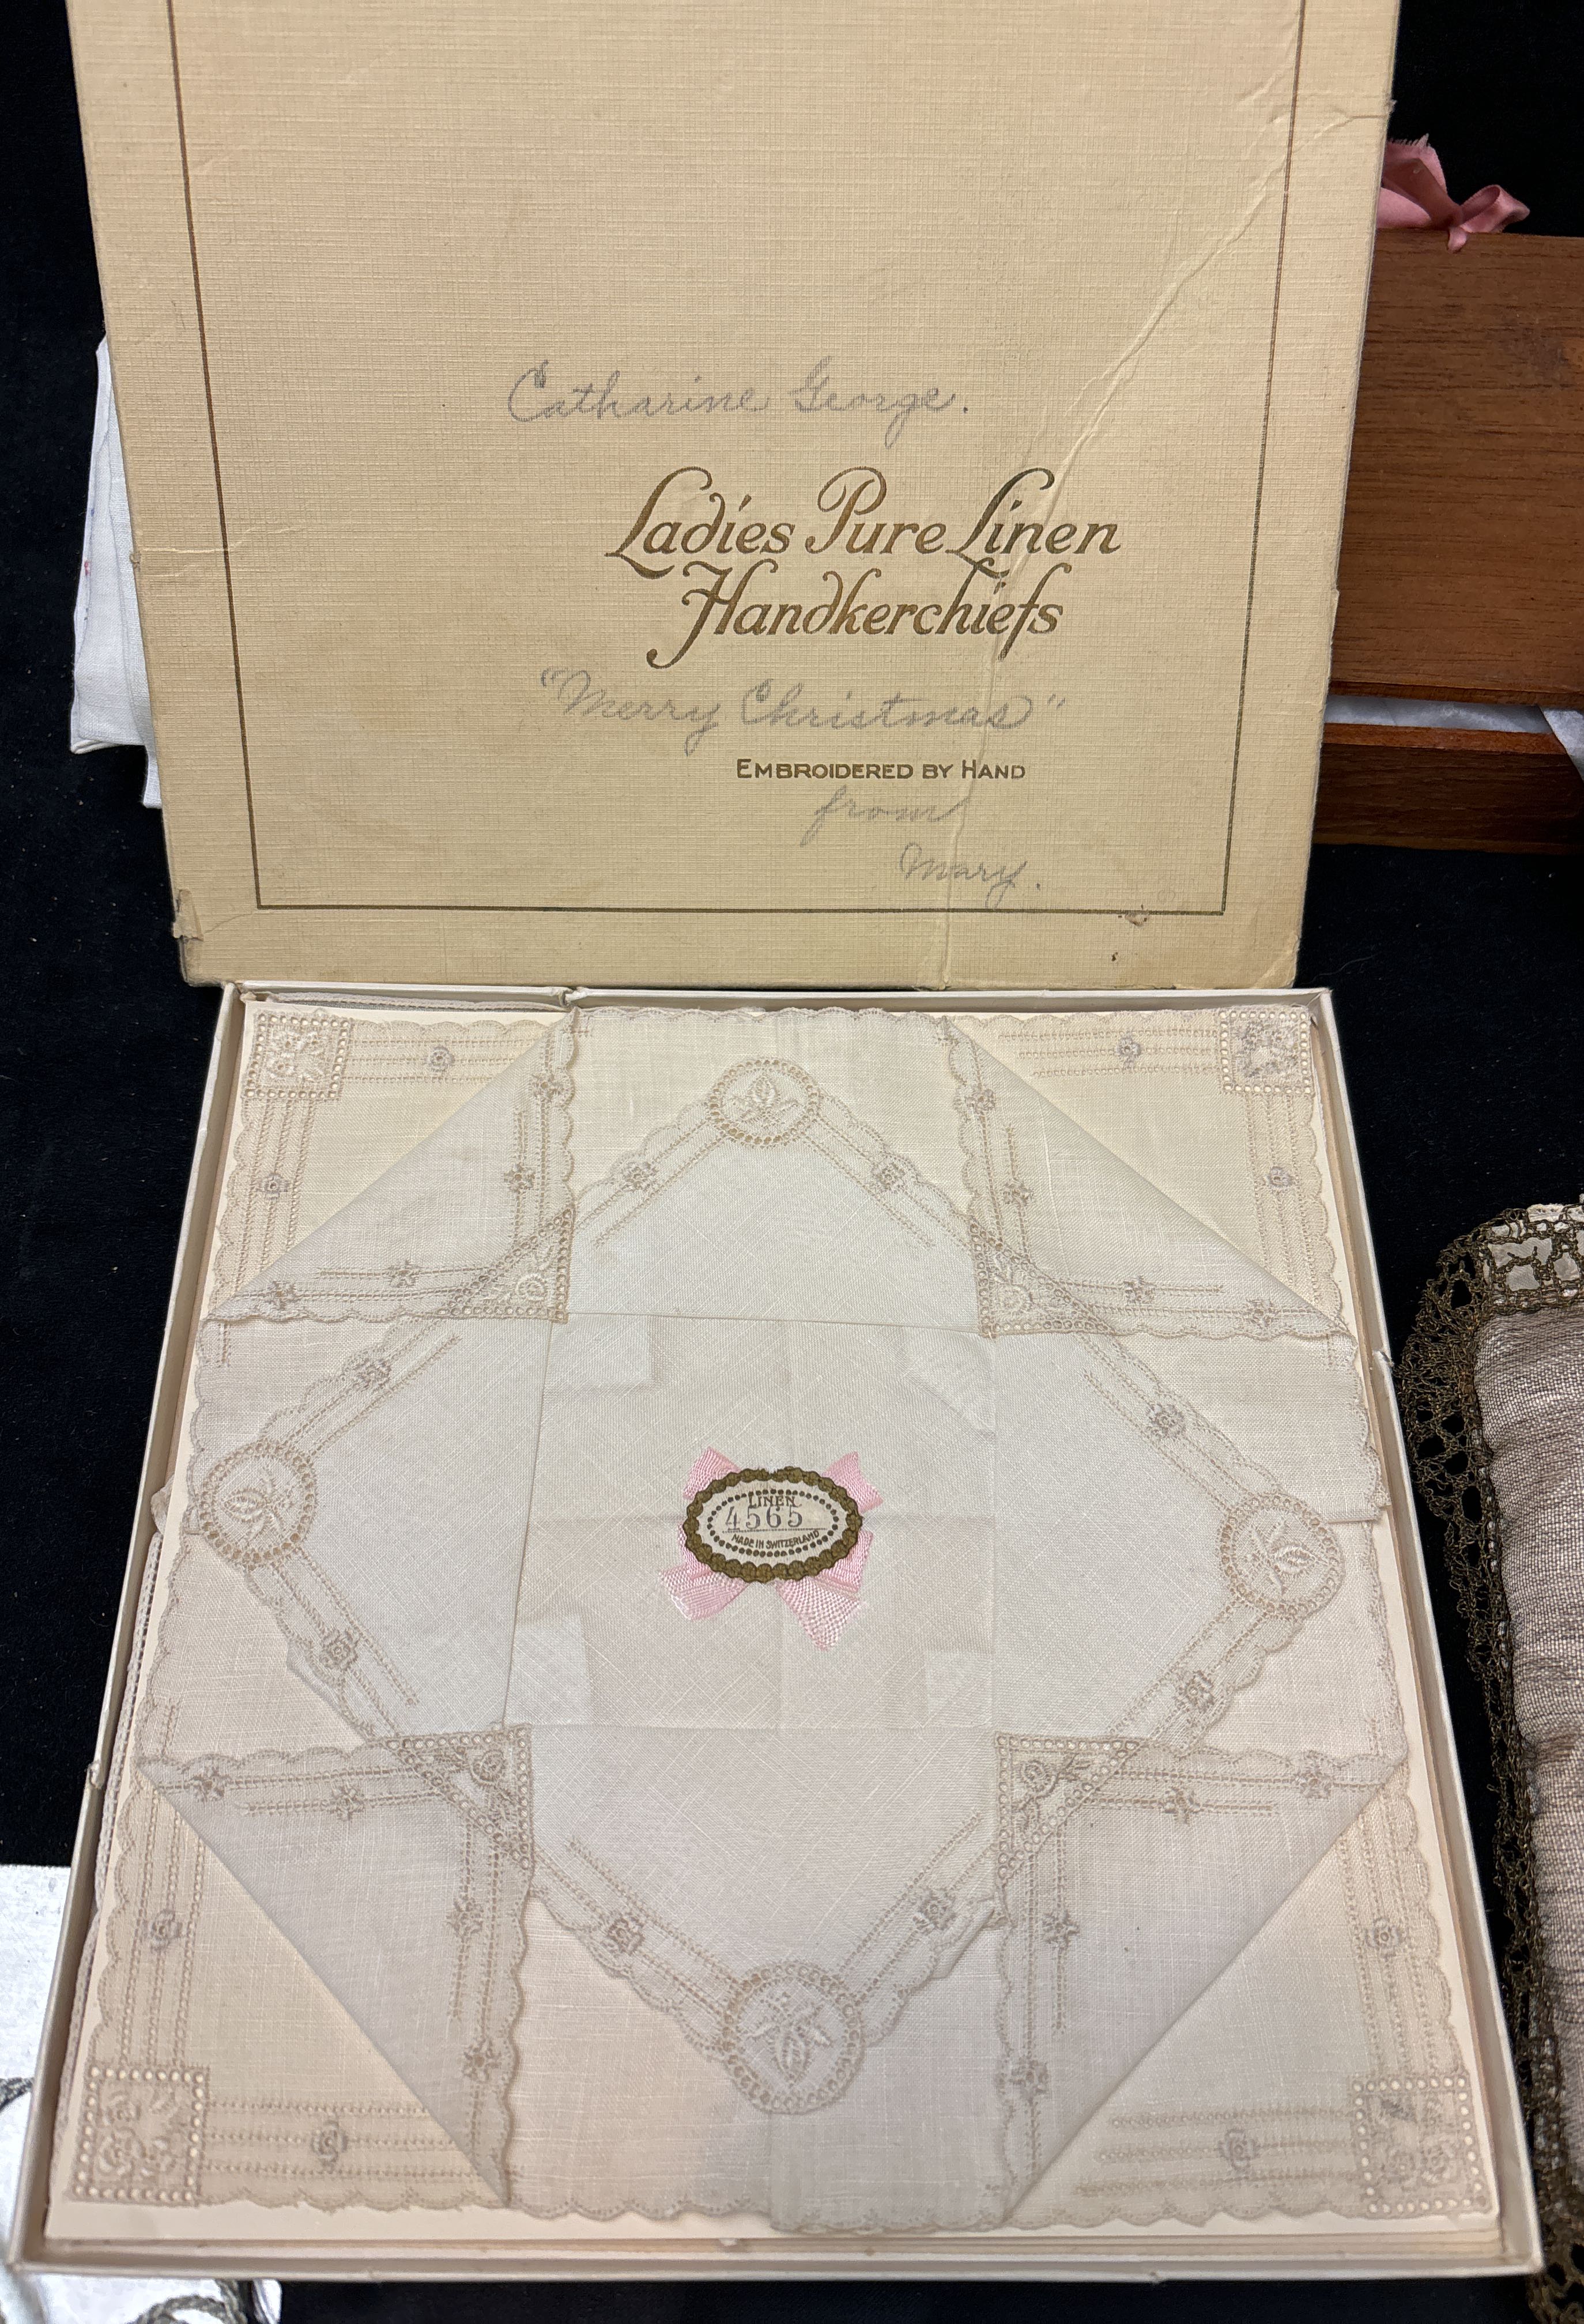 Catharine George.
Ladies Pure Linen
Handkerchiefs
"Merry Christmas"
EMBROIDERED BY HAND
from
Mary.
LINEN
4565
MADE IN SWITZERLAND